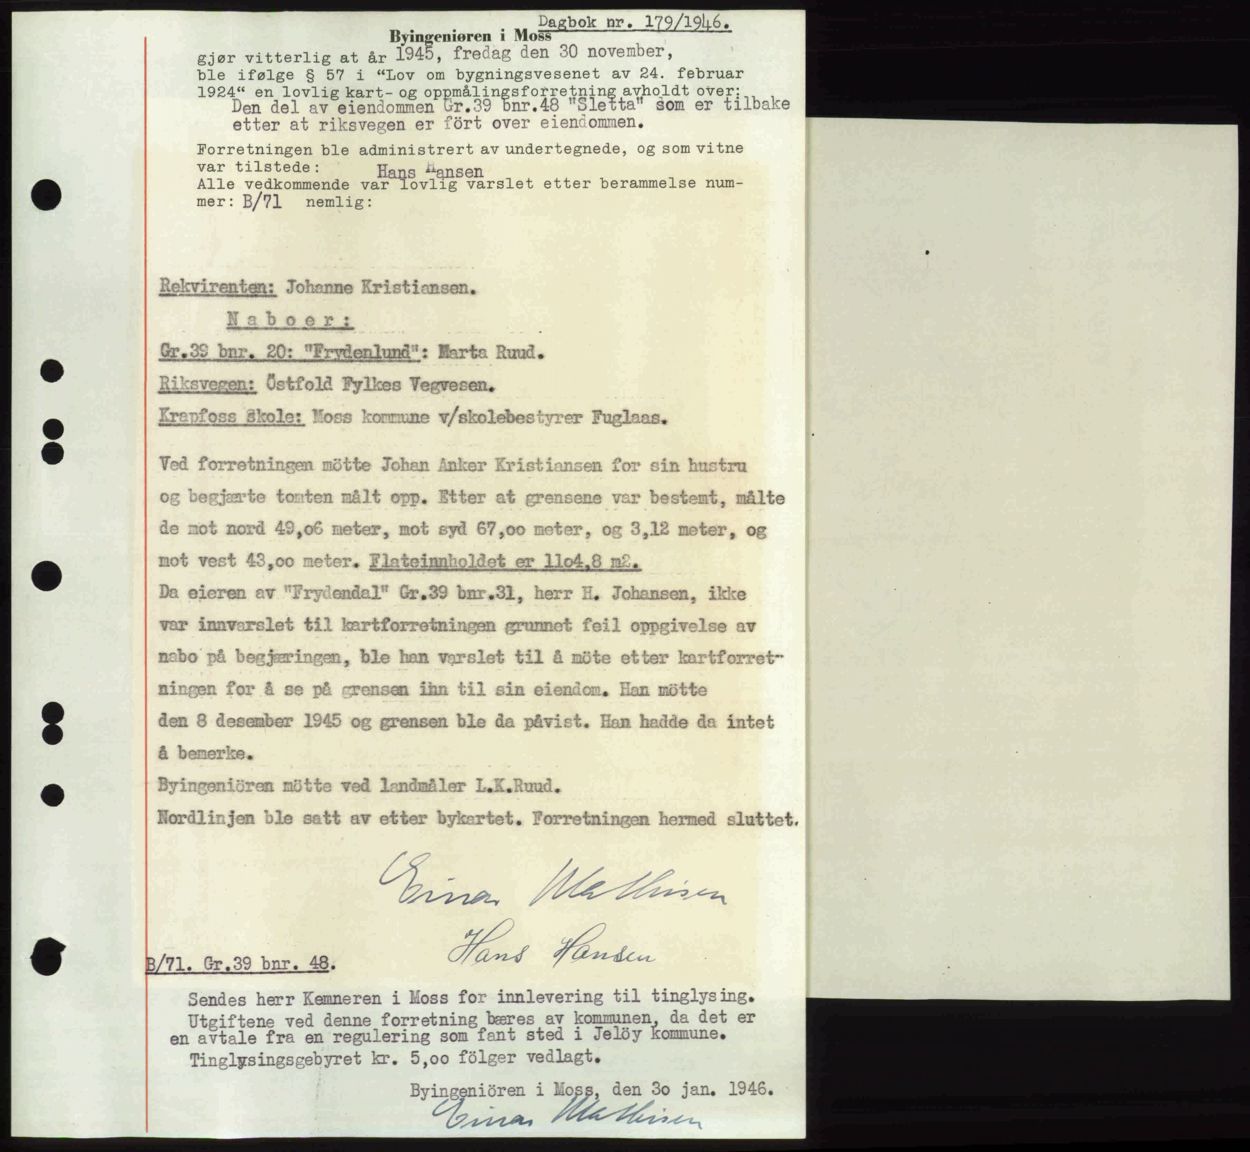 Dagbok nr. 179/1946.
Byingeniøren i Moss
gjør vitterlig at år 1945, fredag den 30 november,
ble ifølge § 57 i "Lov om bygningsvesenet av 24. februar
1924" en lovlig kart- og oppmålingsforretning avholdt over:
Den del av eiendommen Gr.39 bnr.48 "Sletta" som er tilbake
etter at riksvegen er fört over eiendommen.
Forretningen ble administrert av undertegnede, og som vitne
var tilstede: Hans Hansen
Alle vedkommende var lovlig varslet etter berammelse num-
mer: B/71 nemlig:
Rekvirenten: Johanne Kristiansen.
Naboer:
Gr.39 bnr. 20: "Frydenlund": Marta Ruud.
Riksvegen: Östfold Fylkes Vegvesen.
Krapfoss Skole: Moss kommune v/skolebestyrer Fuglaas.
Ved forretningen mötte Johan Anker Kristiansen for sin hustru
og begjærte tomten målt opp. Etter at grensene var bestemt, målte
de mot nord 49,o6 meter, mot syd 67,oo meter, og 3,12 meter, og
mot vest 43,oo meter. Flateinnholdet er 11o4,8 m2.
Da eieren av "Frydendal" Gr.39 bnr.31, herr H. Johansen, ikke
var innvarslet til kartforretningen grunnet feil oppgivelse av
nabo på begjæringen, ble han varslet til å möte etter kartforret-
ningen for å se på grensen ihn til sin eiendom. Han mötte
den 8 desember 1945 og grensen ble da påvist. Han hadde da intet
å bemerke.
Byingeniören mötte ved landmåler L.K.Ruud.
Nordlinjen ble satt av etter bykartet. Forretningen hermed sluttet.
Einar Mathisen
Hans Hansen
B/71. Gr.39 bnr. 48.
Sendes herr Kemneren i Moss for innlevering til tinglysing.
Utgiftene ved denne forretning bæres av kommunen, da det er
en avtale fra en regulering som fant sted i Jelöy kommune.
Tinglysingsgebyret kr. 5,oo fölger vedlagt.
Byingeniören i Moss, den 3o jan. 1946.
Einar Mathisen